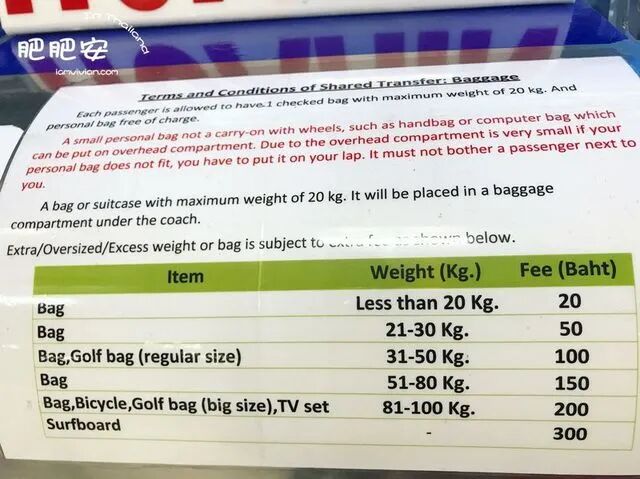 肥肥安
in Thailand
iamvivian.com
Terms and Conditions of Shared Transfer: Baggage
Each passenger is allowed to have.1 checked bag with maximum weight of 20 kg. And
personal bag free of charge.
A small personal bag not a carry-on with wheels, such as handbag or computer bag which
can be put on overhead compartment. Due to the overhead compartment is very small if your
personal bag does not fit, you have to put it on your lap. It must not bother a passenger next to
you.
A bag or suitcase with maximum weight of 20 kg. It will be placed in a baggage
compartment under the coach.
Extra/Oversized/Excess weight or bag is subject to extra fee as shown below.
Item Weight (Kg.) Fee (Baht)
Bag Less than 20 Kg. 20
Bag 21-30 Kg. 50
Bag,Golf bag (regular size) 31-50 Kg. 100
Bag 51-80 Kg. 150
Bag,Bicycle,Golf bag (big size),TV set 81-100 Kg. 200
Surfboard - 300